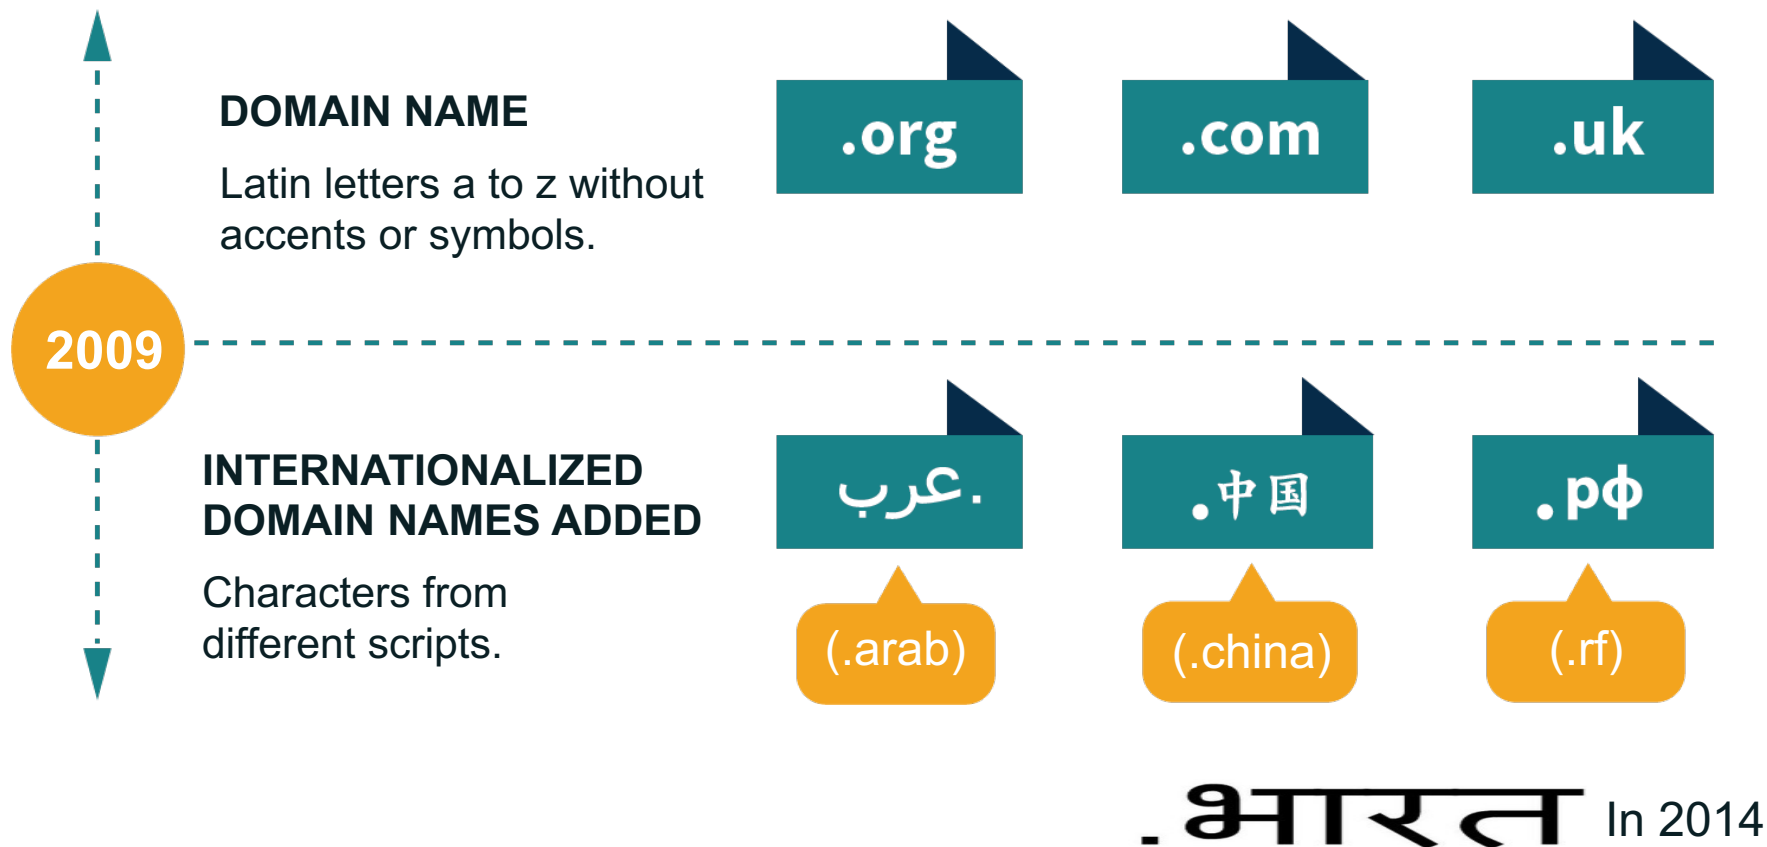 DOMAIN NAME
Latin letters a to z without
accents or symbols.
.org
.com
.uk
2009
INTERNATIONALIZED
DOMAIN NAMES ADDED
Characters from
different scripts.
.عرب
.中国
.рф
(.arab)
(.china)
(.rf)
.भारत In 2014